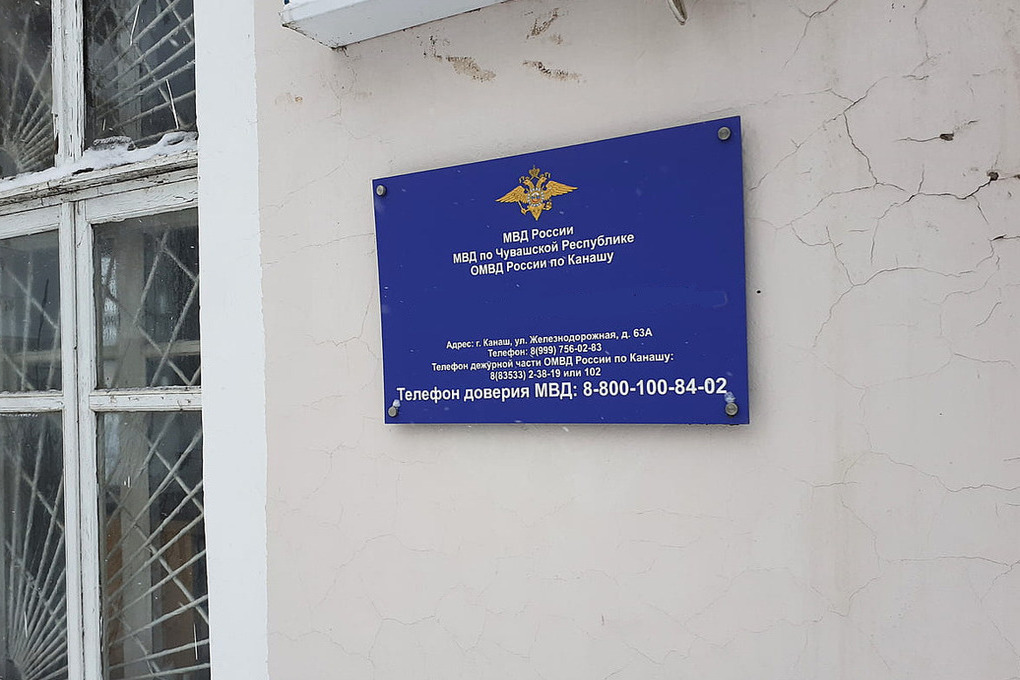 МВД России
МВД по Чувашской Республике
ОМВД России по Канашу
Адрес: г. Канаш, ул. Железнодорожная, д. 63А
Телефон: 8(999) 756-02-83
Телефон дежурной части ОМВД России по Канашу:
8(83533) 2-38-19 или 102
Телефон доверия МВД: 8-800-100-84-02